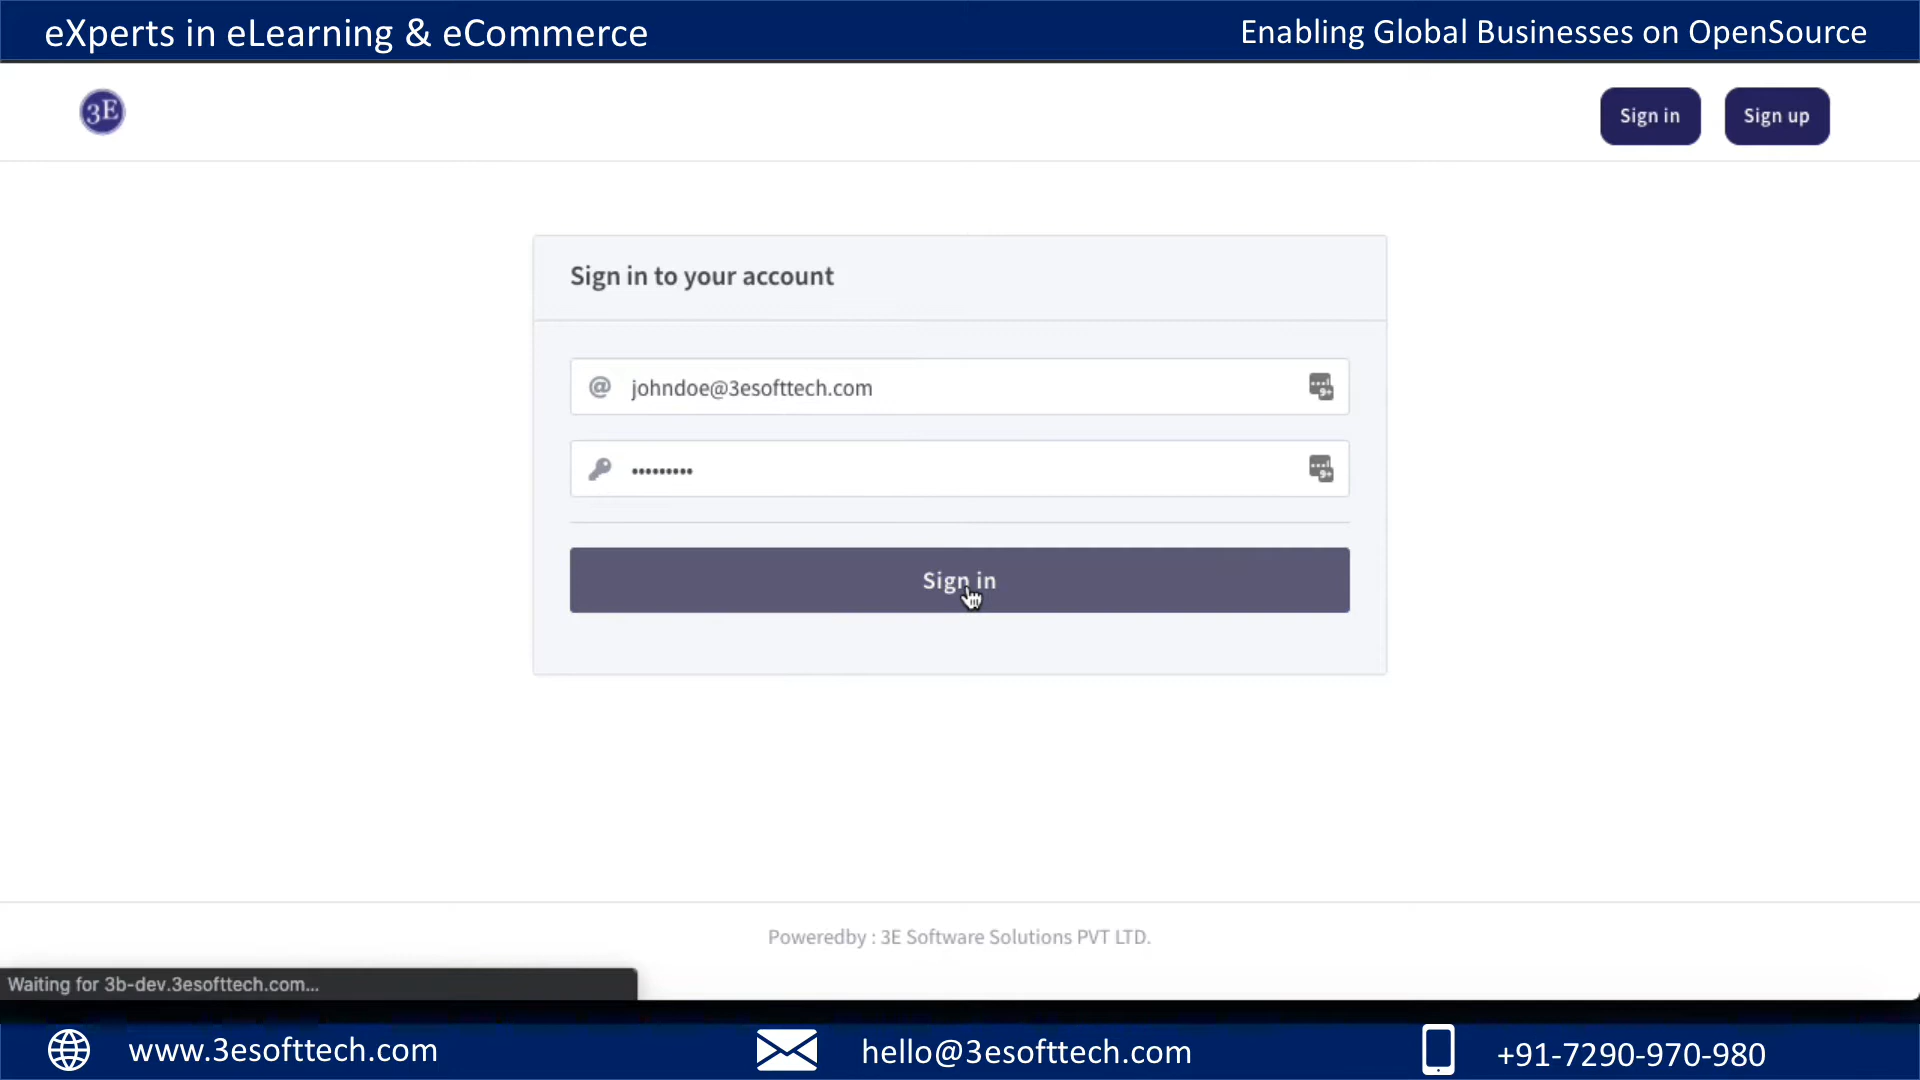 eXperts in eLearning & eCommerce
Enabling Global Businesses on OpenSource
3E
Sign in
Sign up
Sign in to your account
@ johndoe@3esofttech.com
•••••••••
Sign in
Poweredby : 3E Software Solutions PVT LTD.
Waiting for 3b-dev.3esofttech.com...
www.3esofttech.com
hello@3esofttech.com
+91-7290-970-980